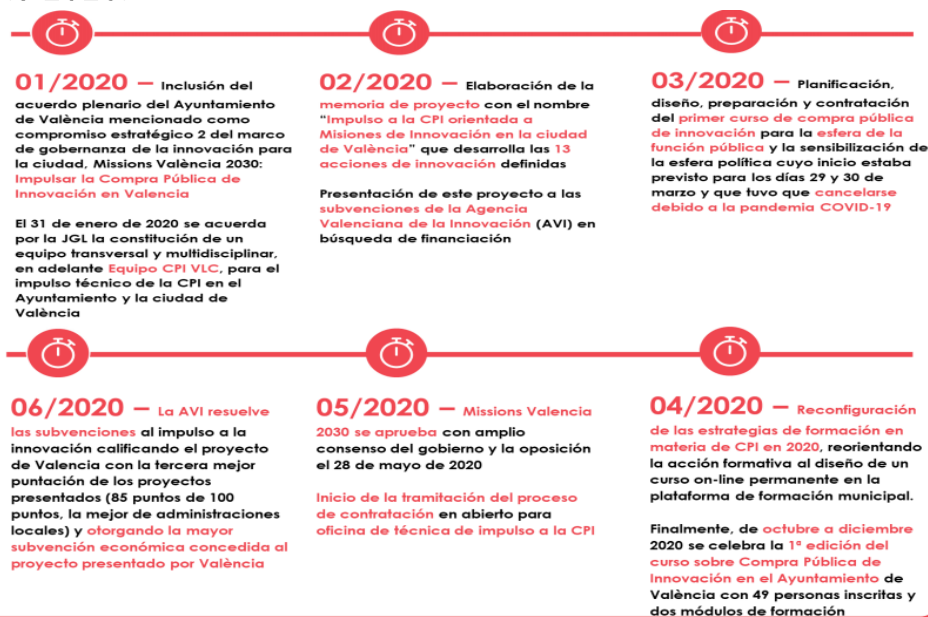 01/2020 – Inclusión del
acuerdo plenario del Ayuntamiento
de València mencionado como
compromiso estratégico 2 del marco
de gobernanza de la innovación para
la ciudad, Missions València 2030:
Impulsar la Compra Pública de
Innovación en Valencia
El 31 de enero de 2020 se acuerda
por la JGL la constitución de un
equipo transversal y multidisciplinar,
en adelante Equipo CPI VLC, para el
impulso técnico de la CPI en el
Ayuntamiento y la ciudad de
València
02/2020 – Elaboración de la
memoria de proyecto con el nombre
"Impulso a la CPI orientada a
Misiones de Innovación en la ciudad
de València" que desarrolla las 13
acciones de innovación definidas
Presentación de este proyecto a las
subvenciones de la Agencia
Valenciana de la Innovación (AVI) en
búsqueda de financiación
03/2020 – Planificación,
diseño, preparación y contratación
del primer curso de compra pública
de innovación para la esfera de la
función pública y la sensibilización de
la esfera política cuyo inicio estaba
previsto para los días 29 y 30 de
marzo y que tuvo que cancelarse
debido a la pandemia COVID-19
06/2020 – La AVI resuelve
las subvenciones al impulso a la
innovación calificando el proyecto
de Valencia con la tercera mejor
puntación de los proyectos
presentados (85 puntos de 100
puntos, la mejor de administraciones
locales) y otorgando la mayor
subvención económica concedida al
proyecto presentado por València
05/2020 – Missions Valencia
2030 se aprueba con amplio
consenso del gobierno y la oposición
el 28 de mayo de 2020
Inicio de la tramitación del proceso
de contratación en abierto para
oficina de técnica de impulso a la CPI
04/2020 – Reconfiguración
de las estrategias de formación en
materia de CPI en 2020, reorientando
la acción formativa al diseño de un
curso on-line permanente en la
plataforma de formación municipal.
Finalmente, de octubre a diciembre
2020 se celebra la 1ª edición del
curso sobre Compra Pública de
Innovación en el Ayuntamiento de
València con 49 personas inscritas y
dos módulos de formación